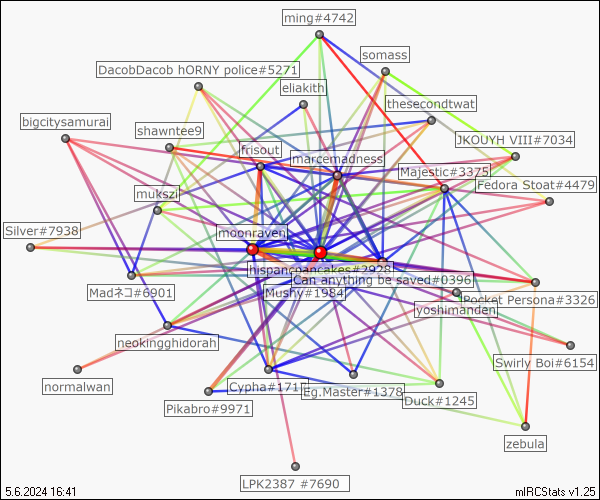 ming#4742
somass
DacobDacob hORNY police#5271
eliakith
thesecondtwat
bigcitysamurai
shawntee9
JKOUYH VIII#7034
frisout
marcemadness
Majestic#3375
Fedora Stoat#4479
mukszi
Silver#7938
moonraven
hispancpancakes#2928
Can anything be saved#0396
Madネコ#6901
Mushy#1984
Pocket Persona#3326
yoshimanden
neokingghidorah
Swirly Boi#6154
normalwan
Cypha#171
Eg.Master#1378
Duck#1245
Pikabro#9971
zebula
LPK2387 #7690
5.6.2024 16:41
mIRCStats v1.25